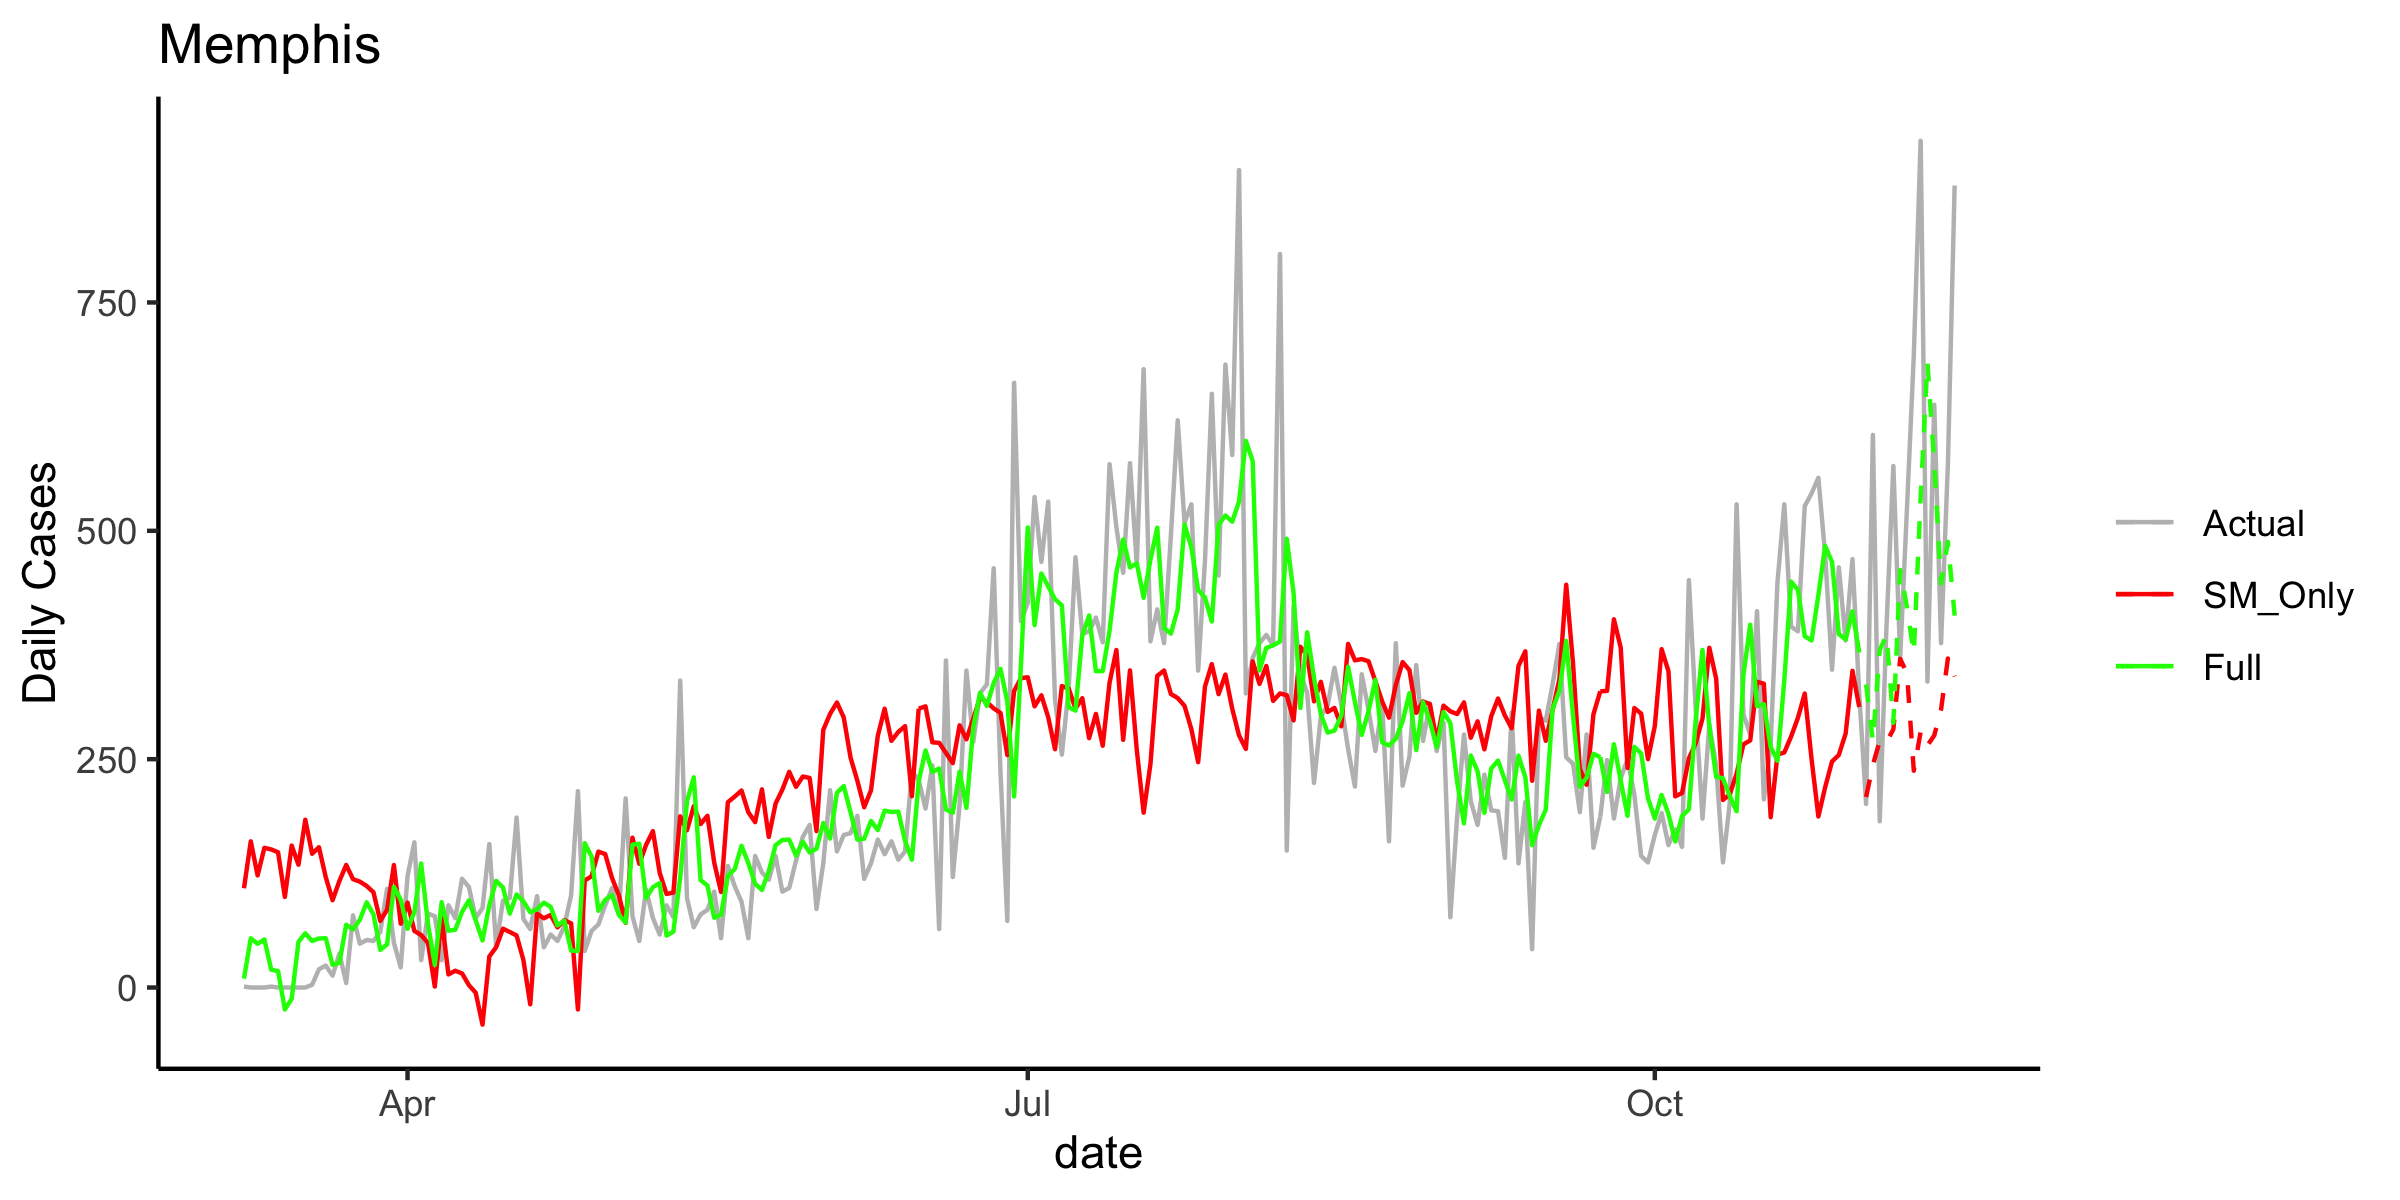 Memphis
Daily Cases
750
500
250
0
Apr
Jul
Oct
date
Actual
SM_Only
Full